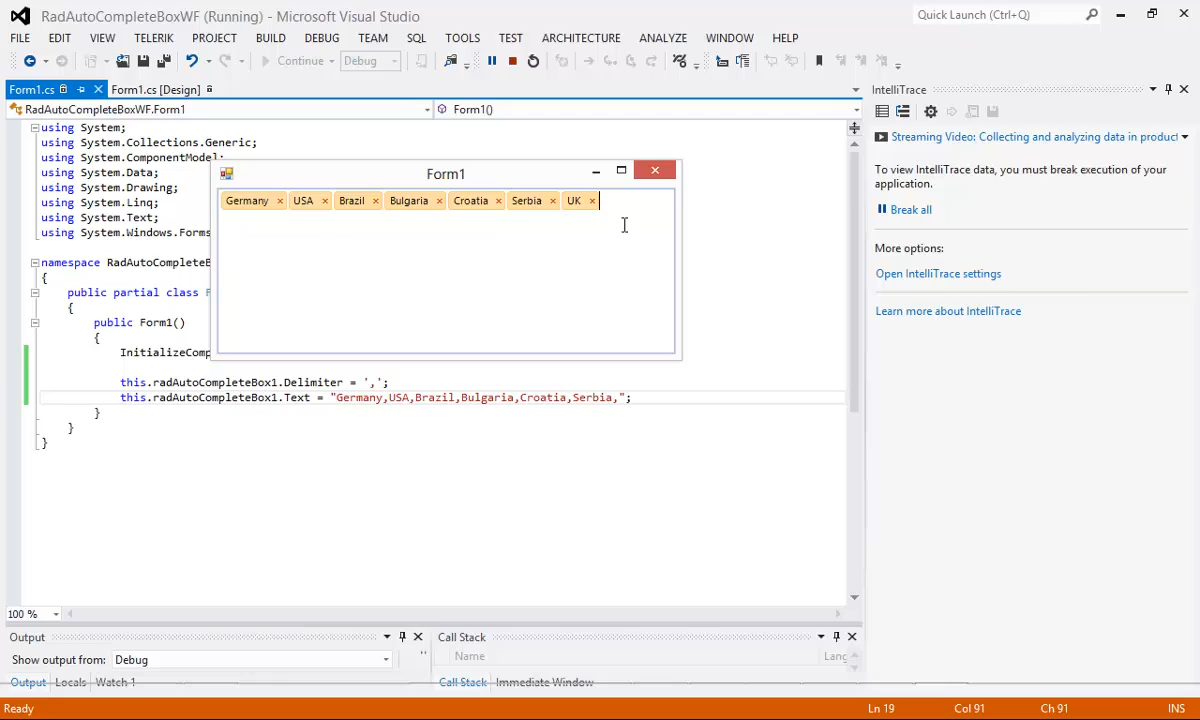 RadAutoCompleteBoxWF (Running) - Microsoft Visual Studio
Quick Launch (Ctrl+Q)
FILE EDIT VIEW TELERIK PROJECT BUILD DEBUG TEAM SQL TOOLS TEST ARCHITECTURE ANALYZE WINDOW HELP
Continue Debug
Form1.cs Form1.cs [Design]
IntelliTrace
RadAutoCompleteBoxWF.Form1 Form1()
using System;
using System.Collections.Generic;
using System.ComponentModel;
using System.Data;
using System.Drawing;
using System.Linq;
using System.Text;
using System.Windows.Forms
namespace RadAutoCompleteB
{
public partial class F
{
public Form1()
{
InitializeComp
this.radAutoCompleteBox1.Delimiter = ',';
this.radAutoCompleteBox1.Text = "Germany,USA,Brazil,Bulgaria,Croatia,Serbia,";
}
}
}
Form1
Germany × USA × Brazil × Bulgaria × Croatia × Serbia × UK ×
Streaming Video: Collecting and analyzing data in product
To view IntelliTrace data, you must break execution of your
application.
Break all
More options:
Open IntelliTrace settings
Learn more about IntelliTrace
100 %
Output
Show output from: Debug
Output Locals Watch 1
Call Stack
Name Lang
Call Stack Immediate Window
Ready
Ln 19 Col 91 Ch 91 INS